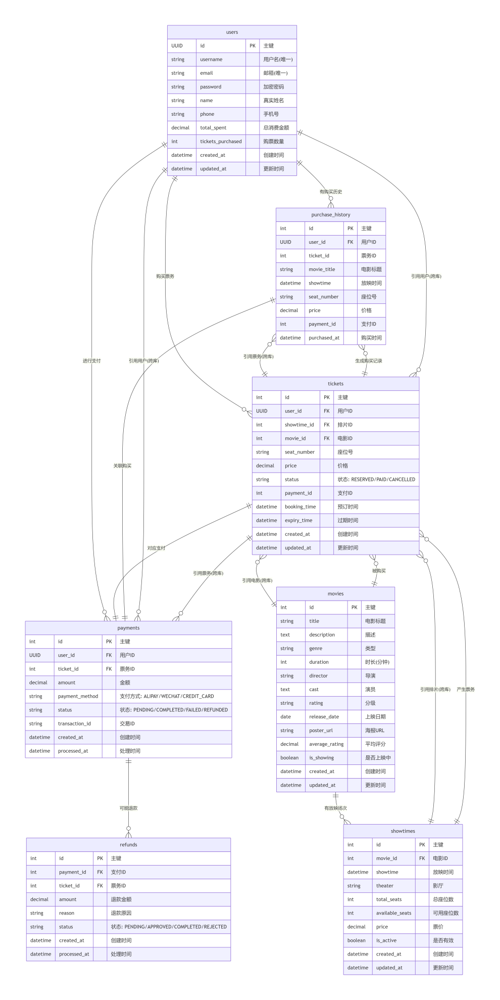 users
UUID id PK 主键
string username 用户名(唯一)
string email 邮箱(唯一)
string password 加密密码
string name 真实姓名
string phone 手机号
decimal total_spent 总消费金额
int tickets_purchased 购票数量
datetime created_at 创建时间
datetime updated_at 更新时间
有购买历史
purchase_history
int id PK 主键
UUID user_id FK 用户ID
int ticket_id 票务ID
string movie_title 电影标题
datetime showtime 放映时间
string seat_number 座位号
decimal price 价格
int payment_id 支付ID
datetime purchased_at 购买时间
购买票务
引用用户(跨库)
引用票务(跨库)
进行支付
引用用户(跨库)
生成购买记录
tickets
int id PK 主键
UUID user_id FK 用户ID
int showtime_id FK 排片ID
int movie_id FK 电影ID
string seat_number 座位号
decimal price 价格
string status 状态: RESERVED/PAID/CANCELLED
int payment_id 支付ID
datetime booking_time 预订时间
datetime expiry_time 过期时间
datetime created_at 创建时间
datetime updated_at 更新时间
关联购买
对应支付
引用票务(跨库)
引用电影(跨库)
被购买
movies
int id PK 主键
string title 电影标题
text description 描述
string genre 类型
int duration 时长(分钟)
string director 导演
text cast 演员
string rating 分级
date release_date 上映日期
string poster_url 海报URL
decimal average_rating 平均评分
boolean is_showing 是否上映中
datetime created_at 创建时间
datetime updated_at 更新时间
payments
int id PK 主键
UUID user_id FK 用户ID
int ticket_id FK 票务ID
decimal amount 金额
string payment_method 支付方式: ALIPAY/WECHAT/CREDIT_CARD
string status 状态: PENDING/COMPLETED/FAILED/REFUNDED
string transaction_id 交易ID
datetime created_at 创建时间
datetime processed_at 处理时间
引用排片(跨库)
产生票务
可能退款
有放映场次
refunds
int id PK 主键
int payment_id FK 支付ID
int ticket_id FK 票务ID
decimal amount 退款金额
string reason 退款原因
string status 状态: PENDING/APPROVED/COMPLETED/REJECTED
datetime created_at 创建时间
datetime processed_at 处理时间
showtimes
int id PK 主键
int movie_id FK 电影ID
datetime showtime 放映时间
string theater 影厅
int total_seats 总座位数
int available_seats 可用座位数
decimal price 票价
boolean is_active 是否有效
datetime created_at 创建时间
datetime updated_at 更新时间